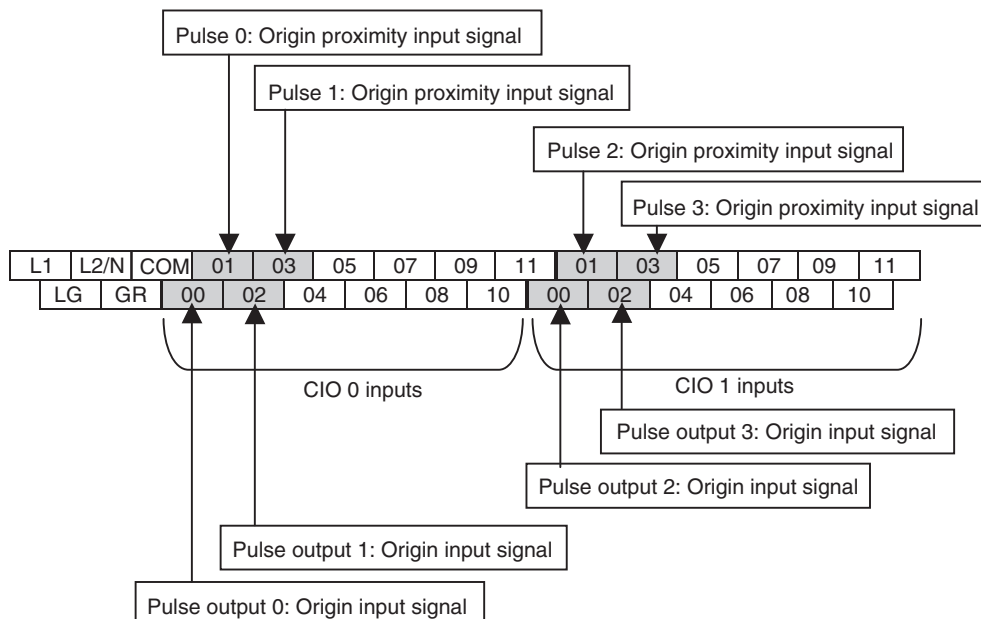 Pulse 0: Origin proximity input signal
Pulse 1: Origin proximity input signal
Pulse 2: Origin proximity input signal
Pulse 3: Origin proximity input signal
L1 L2/N COM 01 03 05 07 09 11 01 03 05 07 09 11
LG GR 00 02 04 06 08 10 00 02 04 06 08 10
CIO 0 inputs CIO 1 inputs
Pulse output 3: Origin input signal
Pulse output 2: Origin input signal
Pulse output 1: Origin input signal
Pulse output 0: Origin input signal